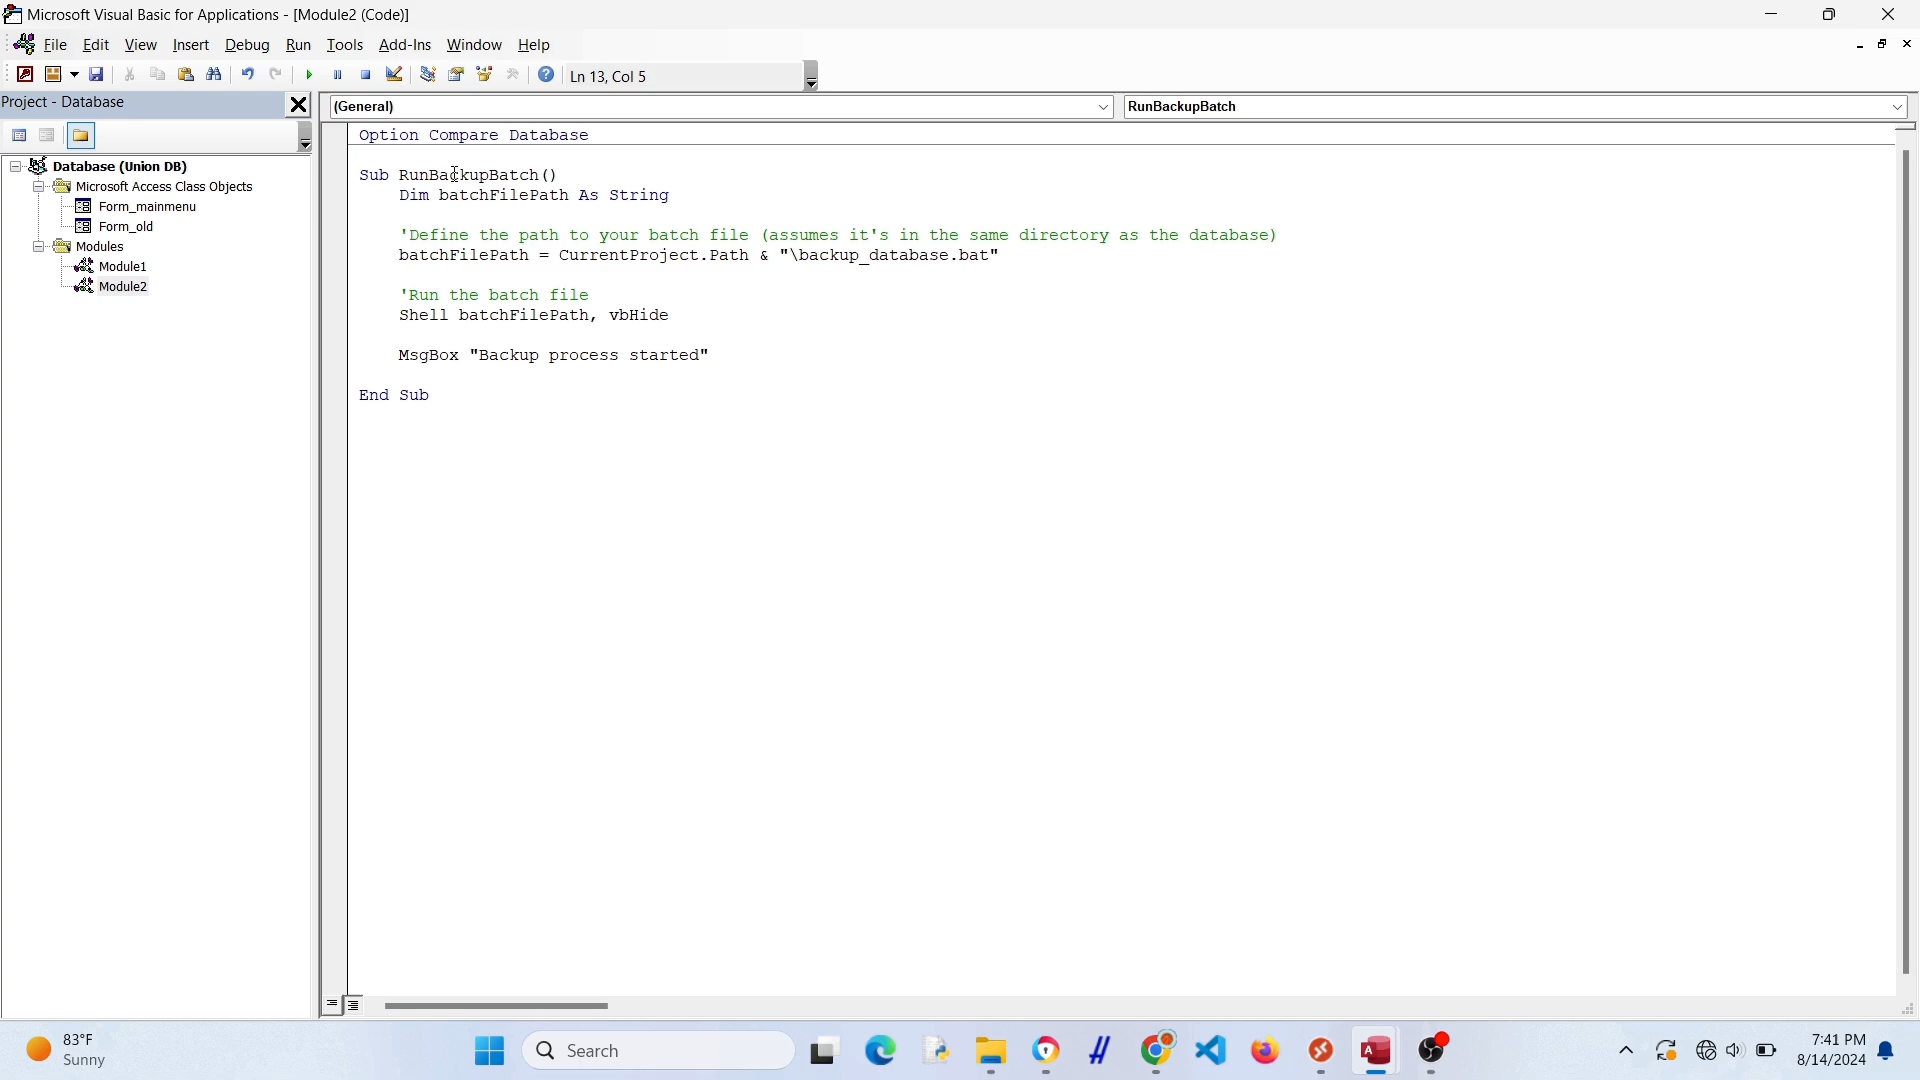 Microsoft Visual Basic for Applications - [Module2 (Code)]
File Edit View Insert Debug Run Tools Add-Ins Window Help
Ln 13, Col 5
Project - Database
(General)
RunBackupBatch
Database (Union DB)
Microsoft Access Class Objects
Form_mainmenu
Form_old
Modules
Module1
Module2
Option Compare Database
Sub RunBackupBatch()
Dim batchFilePath As String
'Define the path to your batch file (assumes it's in the same directory as the database)
batchFilePath = CurrentProject.Path & "\backup_database.bat"
'Run the batch file
Shell batchFilePath, vbHide
MsgBox "Backup process started"
End Sub
83°F
Sunny
Search
7:41 PM
8/14/2024